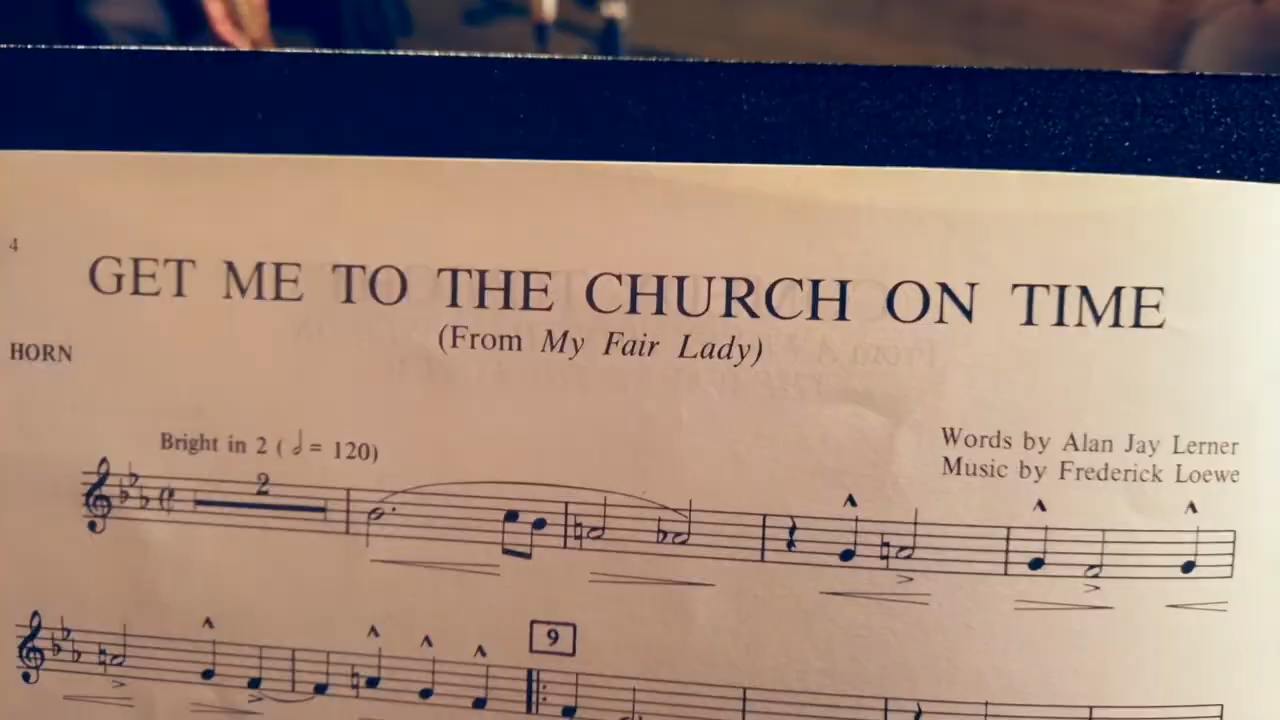 4
GET ME TO THE CHURCH ON TIME
(From My Fair Lady)
HORN
Words by Alan Jay Lerner
Music by Frederick Loewe
Bright in 2 (𝅗𝅥 = 120)
2
9